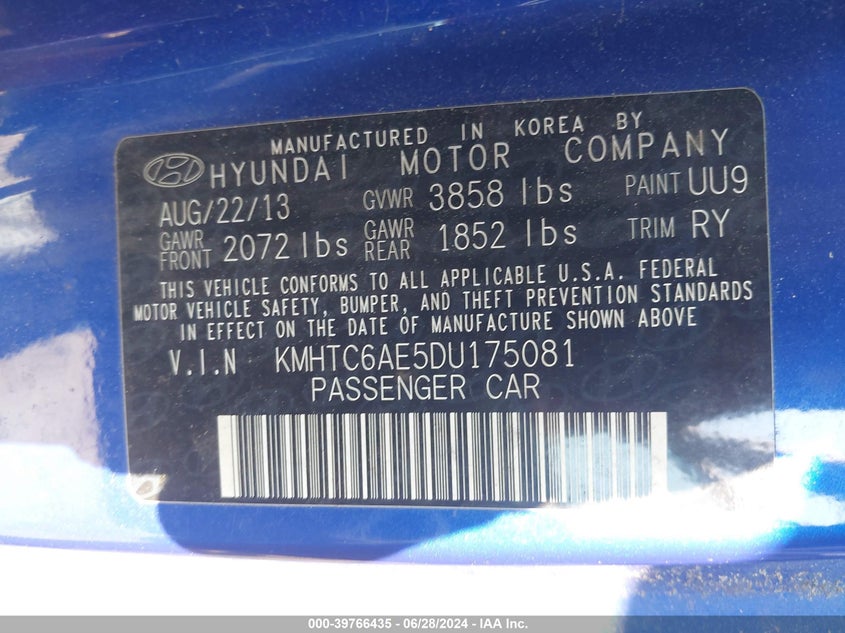 MANUFACTURED IN KOREA BY
HYUNDAI MOTOR COMPANY
AUG/22/13 GVWR 3858 lbs PAINT UU9
GAWR FRONT 2072 lbs GAWR REAR 1852 lbs TRIM RY
THIS VEHICLE CONFORMS TO ALL APPLICABLE U.S.A. FEDERAL
MOTOR VEHICLE SAFETY, BUMPER, AND THEFT PREVENTION STANDARDS
IN EFFECT ON THE DATE OF MANUFACTURE SHOWN ABOVE
V.I.N KMHTC6AE5DU175081
PASSENGER CAR
000-39766435 - 06/28/2024 - IAA Inc.